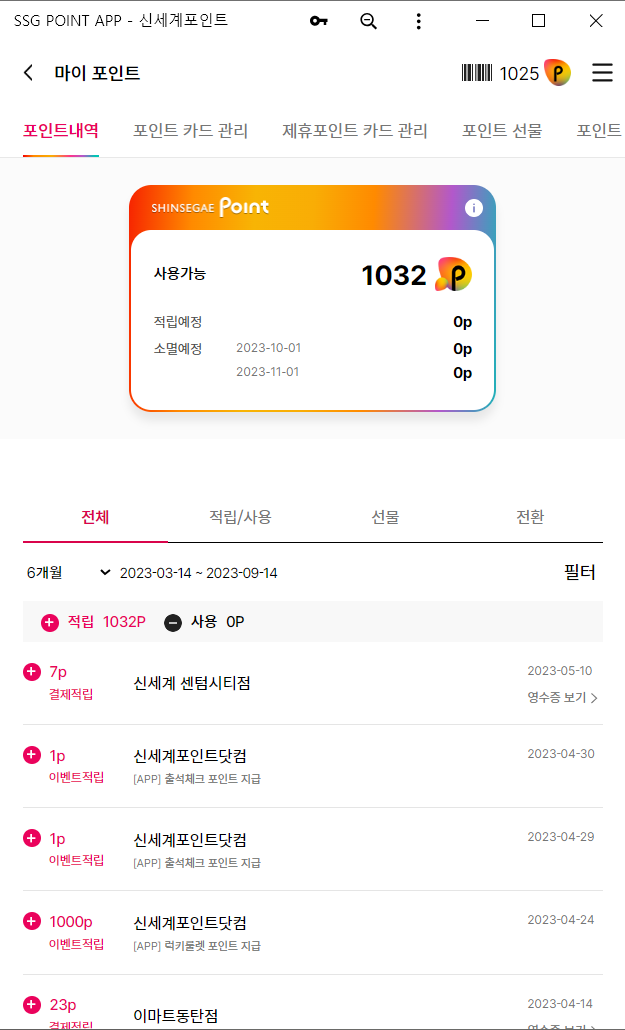 SSG POINT APP - 신세계포인트
마이 포인트 1025
포인트내역 포인트 카드 관리 제휴포인트 카드 관리 포인트 선물 포인트
SHINSEGAE Point
사용가능 1032
적립예정 0p
소멸예정 2023-10-01 0p
2023-11-01 0p
전체 적립/사용 선물 전환
6개월 2023-03-14 ~ 2023-09-14 필터
적립 1032P 사용 0P
7p 신세계 센텀시티점 2023-05-10
결제적립 영수증 보기
1p 신세계포인트닷컴 2023-04-30
이벤트적립 [APP] 출석체크 포인트 지급
1p 신세계포인트닷컴 2023-04-29
이벤트적립 [APP] 출석체크 포인트 지급
1000p 신세계포인트닷컴 2023-04-24
이벤트적립 [APP] 럭키룰렛 포인트 지급
23p 이마트동탄점 2023-04-14
결제적립 영수증 보기